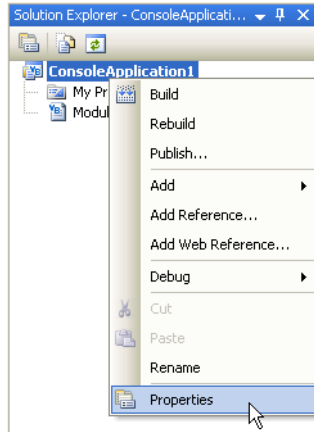 Solution Explorer - ConsoleApplicati...
ConsoleApplication1
My Pr
Modul
Build
Rebuild
Publish...
Add
Add Reference...
Add Web Reference...
Debug
Cut
Paste
Rename
Properties